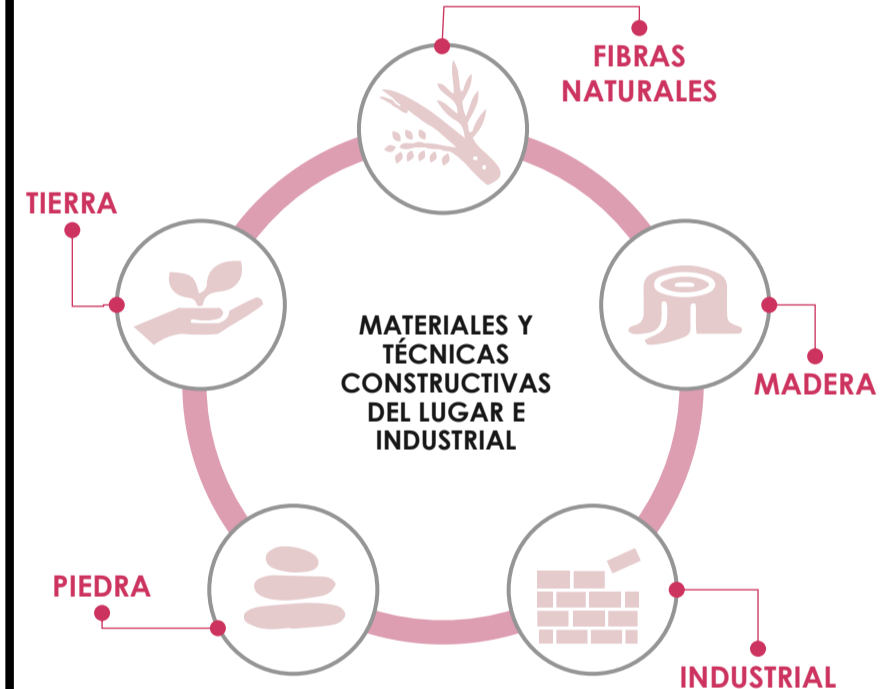 FIBRAS
NATURALES
TIERRA
MATERIALES Y
TÉCNICAS
CONSTRUCTIVAS
DEL LUGAR E
INDUSTRIAL
MADERA
PIEDRA
INDUSTRIAL